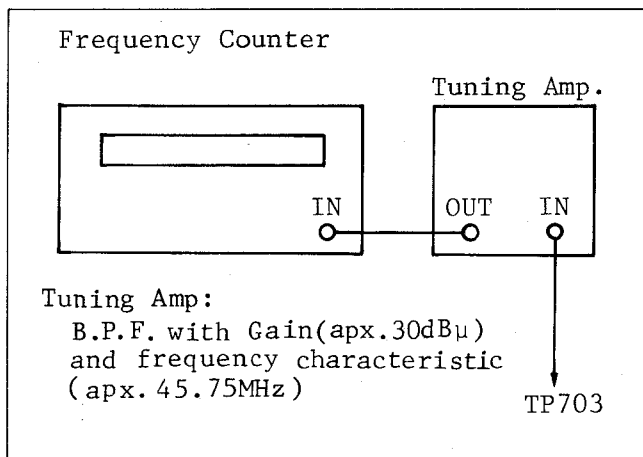 Frequency Counter
Tuning Amp.
IN
OUT
IN
Tuning Amp:
B.P.F. with Gain(apx.30dBμ)
and frequency characteristic
(apx.45.75MHz)
TP703